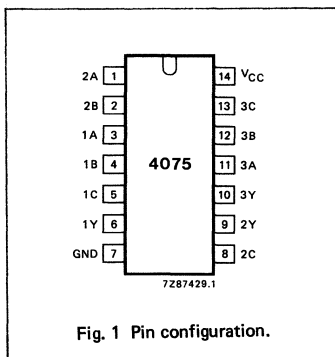 2A 1 14 VCC
2B 2 13 3C
1A 3 12 3B
1B 4 4075 11 3A
1C 5 10 3Y
1Y 6 9 2Y
GND 7 8 2C
7Z87429.1
Fig. 1 Pin configuration.